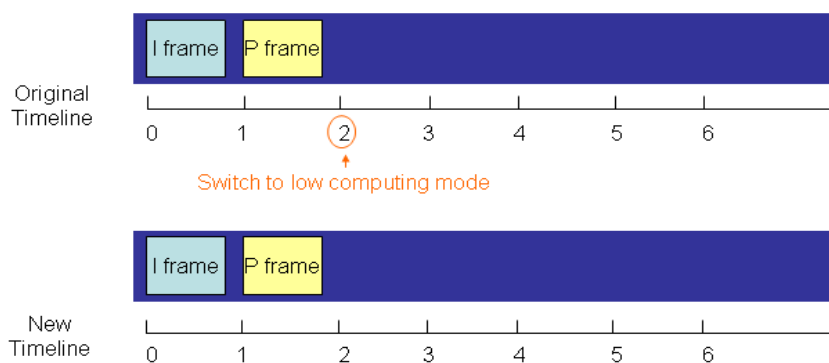 I frame P frame
Original
Timeline
0 1 2 3 4 5 6
Switch to low computing mode
I frame P frame
New
Timeline
0 1 2 3 4 5 6